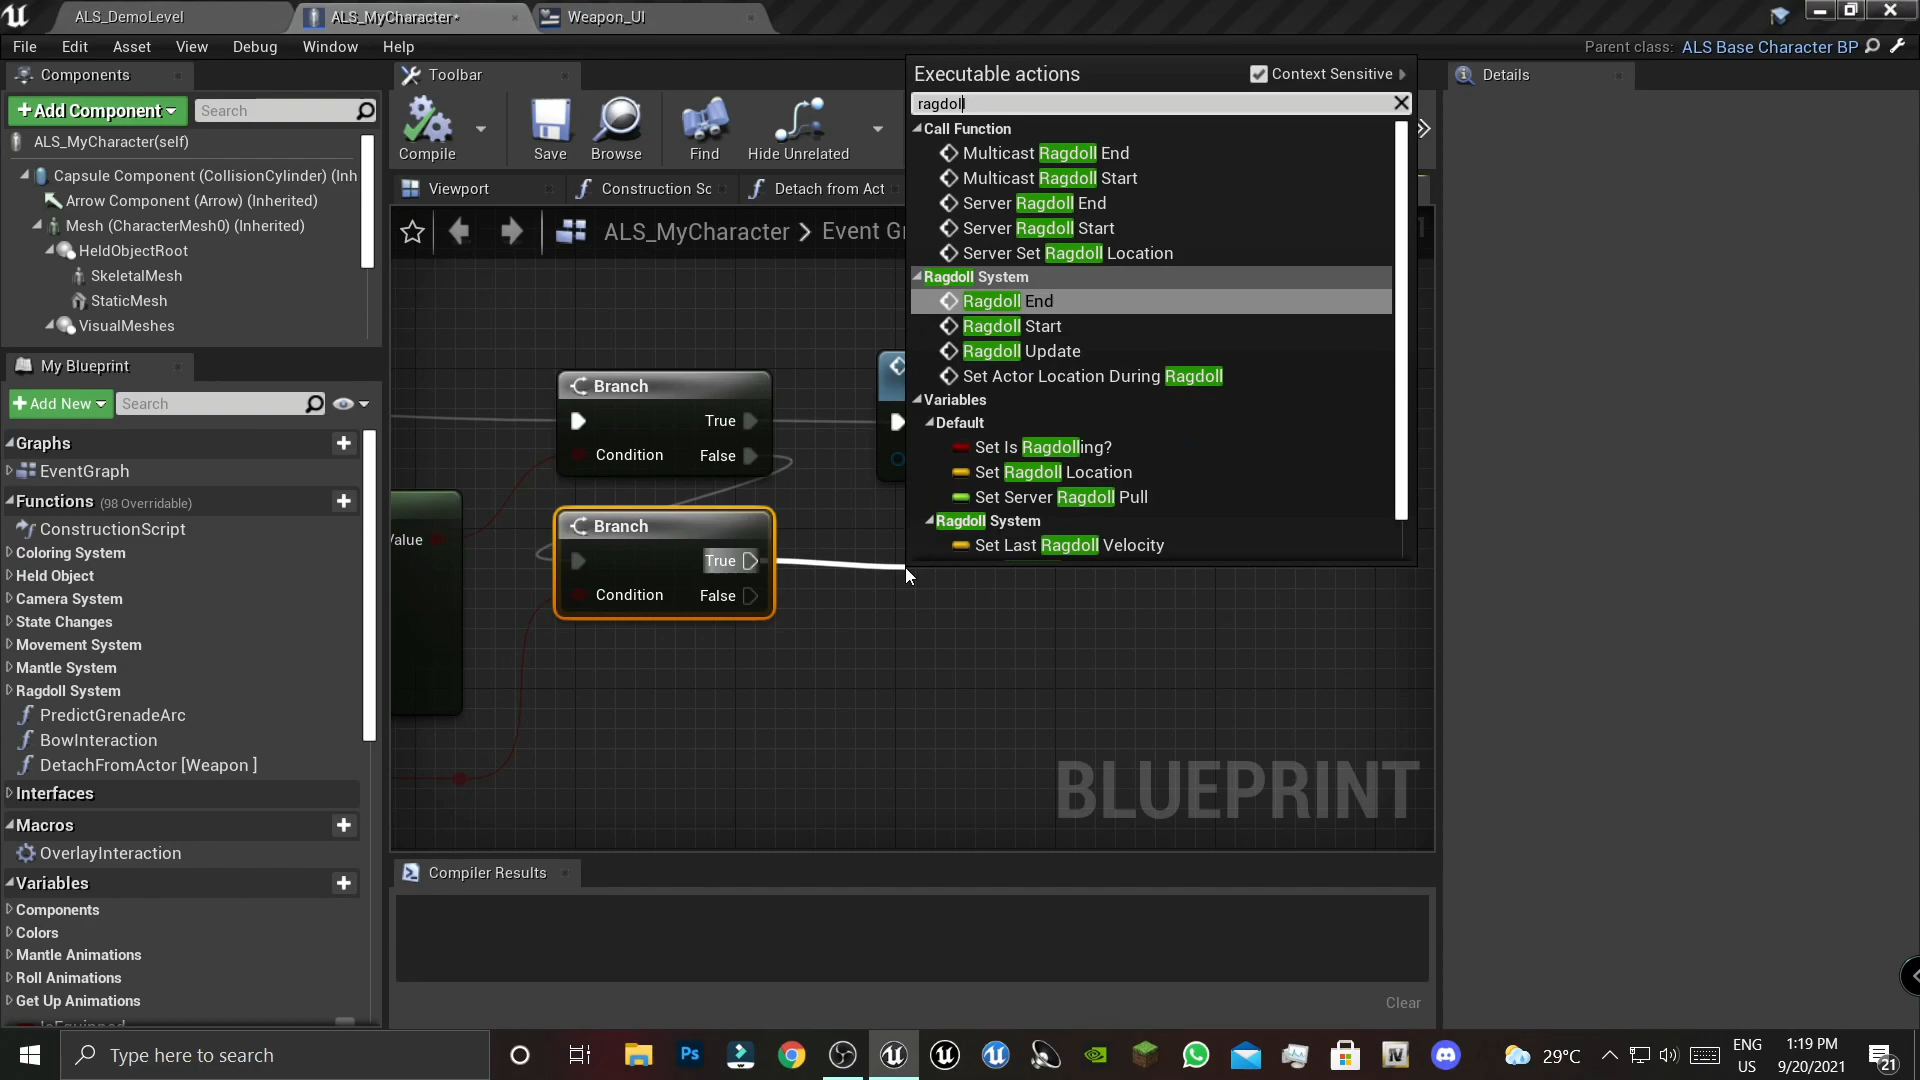 ALS_DemoLevel
ALS_MyCharacter*
Weapon_UI
File Edit Asset View Debug Window Help
Parent class: ALS Base Character BP
Components
+Add Component
Search
ALS_MyCharacter(self)
Capsule Component (CollisionCylinder) (Inh
Arrow Component (Arrow) (Inherited)
Mesh (CharacterMesh0) (Inherited)
HeldObjectRoot
SkeletalMesh
StaticMesh
VisualMeshes
My Blueprint
+Add New
Search
Graphs
EventGraph
Functions (98 Overridable)
ConstructionScript
Coloring System
Held Object
Camera System
State Changes
Movement System
Mantle System
Ragdoll System
PredictGrenadeArc
BowInteraction
DetachFromActor [Weapon ]
Interfaces
Macros
OverlayInteraction
Variables
Components
Colors
Mantle Animations
Roll Animations
Get Up Animations
IsEquipped
Toolbar
Compile
Save
Browse
Find
Hide Unrelated
Viewport
Construction Sc
Detach from Act
ALS_MyCharacter > Event Gr
Branch
True
Condition
False
Branch
True
Condition
False
Value
BLUEPRINT
Executable actions
Context Sensitive
ragdoll
Call Function
Multicast Ragdoll End
Multicast Ragdoll Start
Server Ragdoll End
Server Ragdoll Start
Server Set Ragdoll Location
Ragdoll System
Ragdoll End
Ragdoll Start
Ragdoll Update
Set Actor Location During Ragdoll
Variables
Default
Set Is Ragdolling?
Set Ragdoll Location
Set Server Ragdoll Pull
Ragdoll System
Set Last Ragdoll Velocity
Details
Compiler Results
Clear
Type here to search
Ps
IV
29°C
ENG
US
1:19 PM
9/20/2021
21